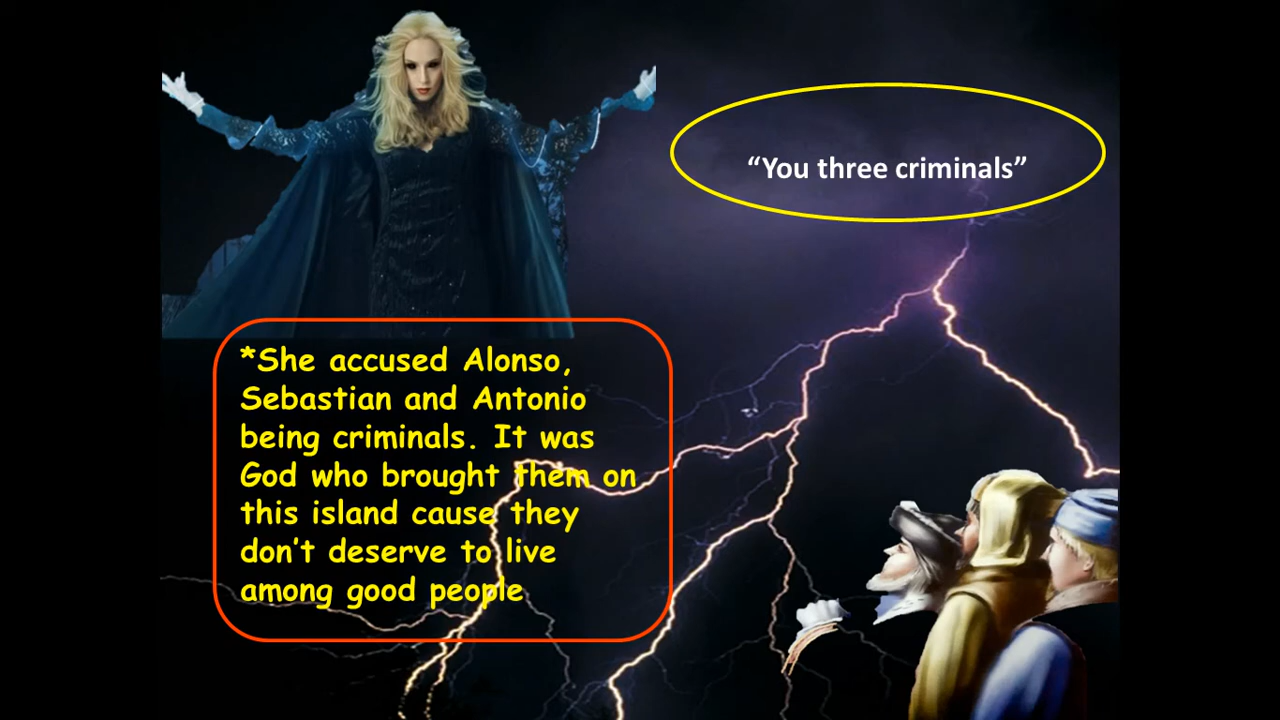 “You three criminals”
*She accused Alonso,
Sebastian and Antonio
being criminals. It was
God who brought them on
this island cause they
don’t deserve to live
among good people